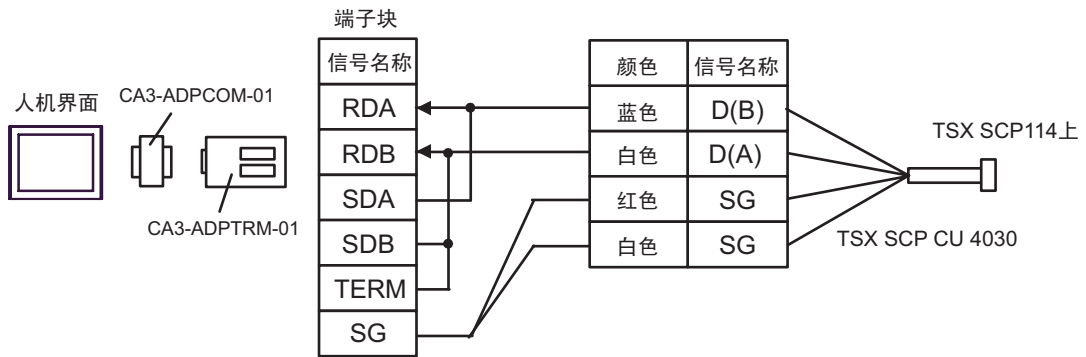 端子块
信号名称
RDA
RDB
SDA
SDB
TERM
SG
人机界面
CA3-ADPCOM-01
CA3-ADPTRM-01
颜色 信号名称
蓝色 D(B)
白色 D(A)
红色 SG
白色 SG
TSX SCP114上
TSX SCP CU 4030